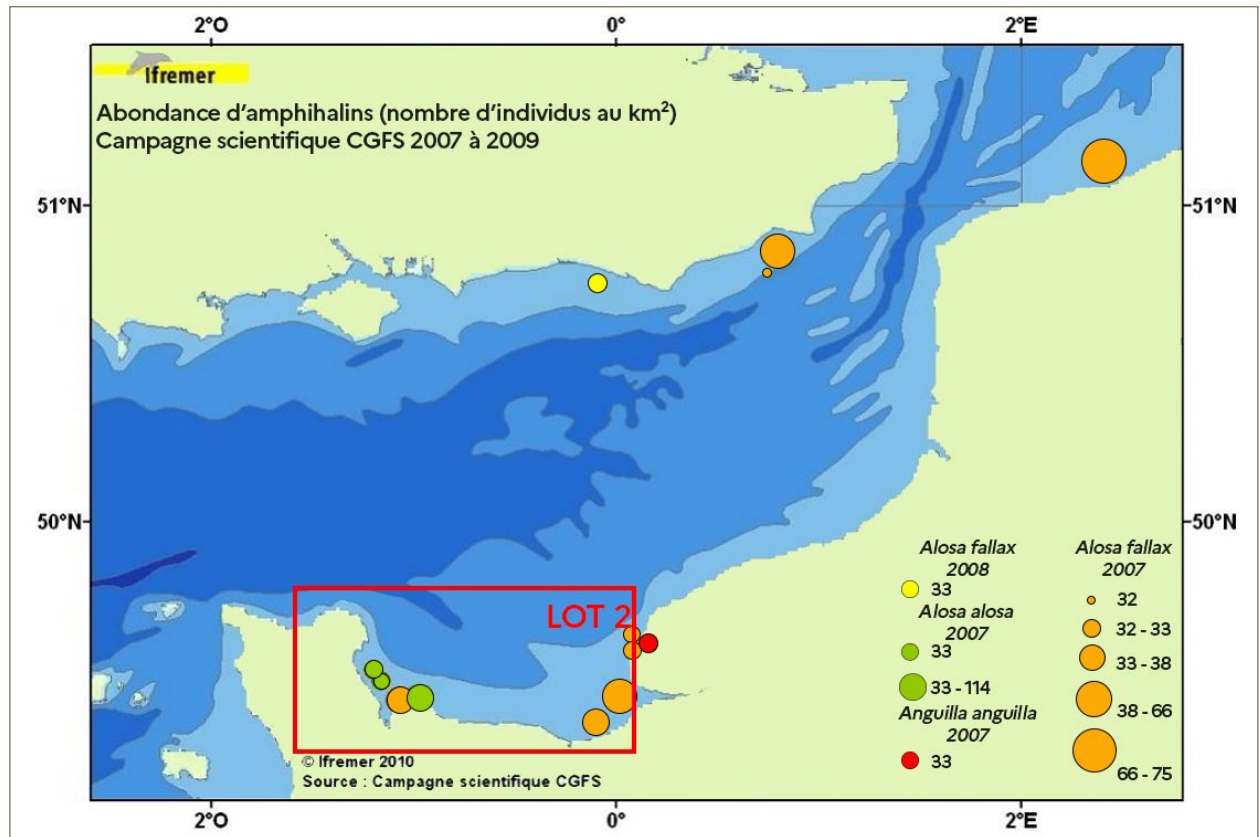 2°O 0° 2°E
Ifremer
Abondance d'amphihalins (nombre d'individus au km²)
Campagne scientifique CGFS 2007 à 2009
51°N 51°N
50°N 50°N
LOT 2
Alosa fallax
2008
33
Alosa alosa
2007
33
33 - 114
Anguilla anguilla
2007
33
Alosa fallax
2007
32
32 - 33
33 - 38
38 - 66
66 - 75
© Ifremer 2010
Source : Campagne scientifique CGFS
2°O 0° 2°E